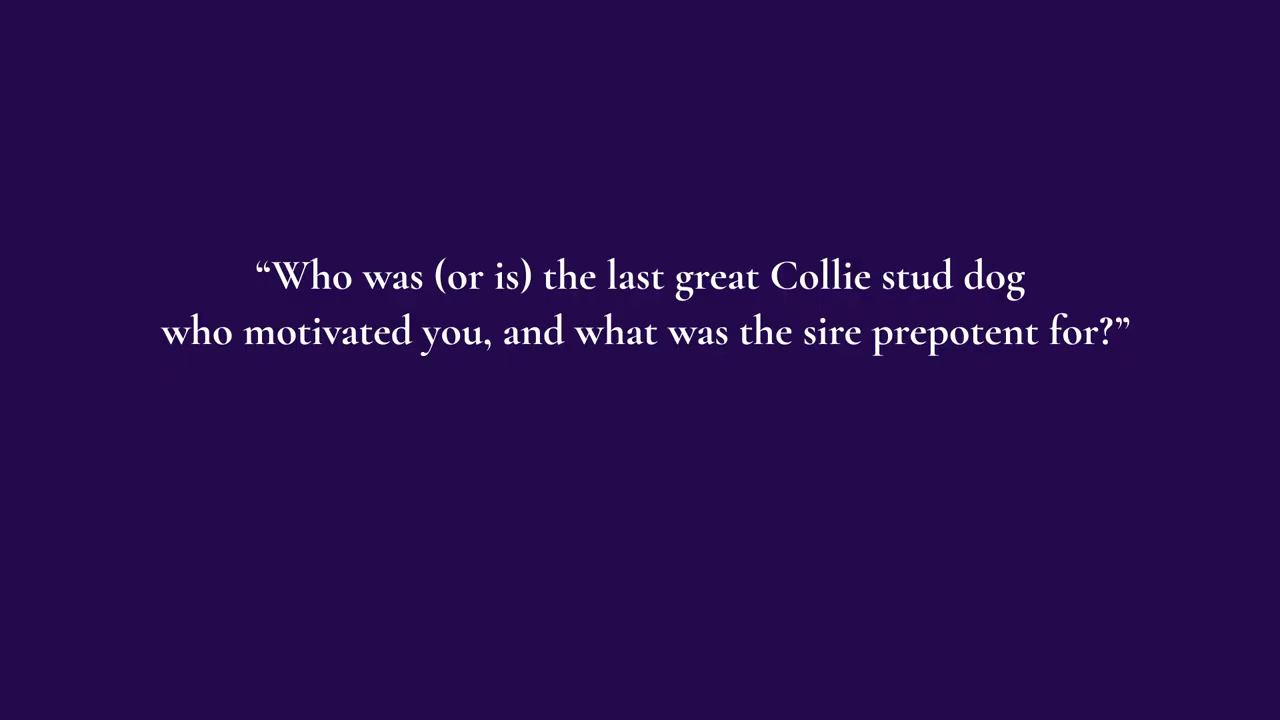 “Who was (or is) the last great Collie stud dog
who motivated you, and what was the sire prepotent for?”